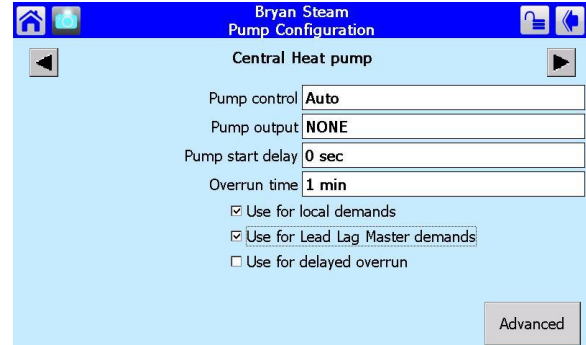 Bryan Steam
Pump Configuration
Central Heat pump
Pump control Auto
Pump output NONE
Pump start delay 0 sec
Overrun time 1 min
Use for local demands
Use for Lead Lag Master demands
Use for delayed overrun
Advanced